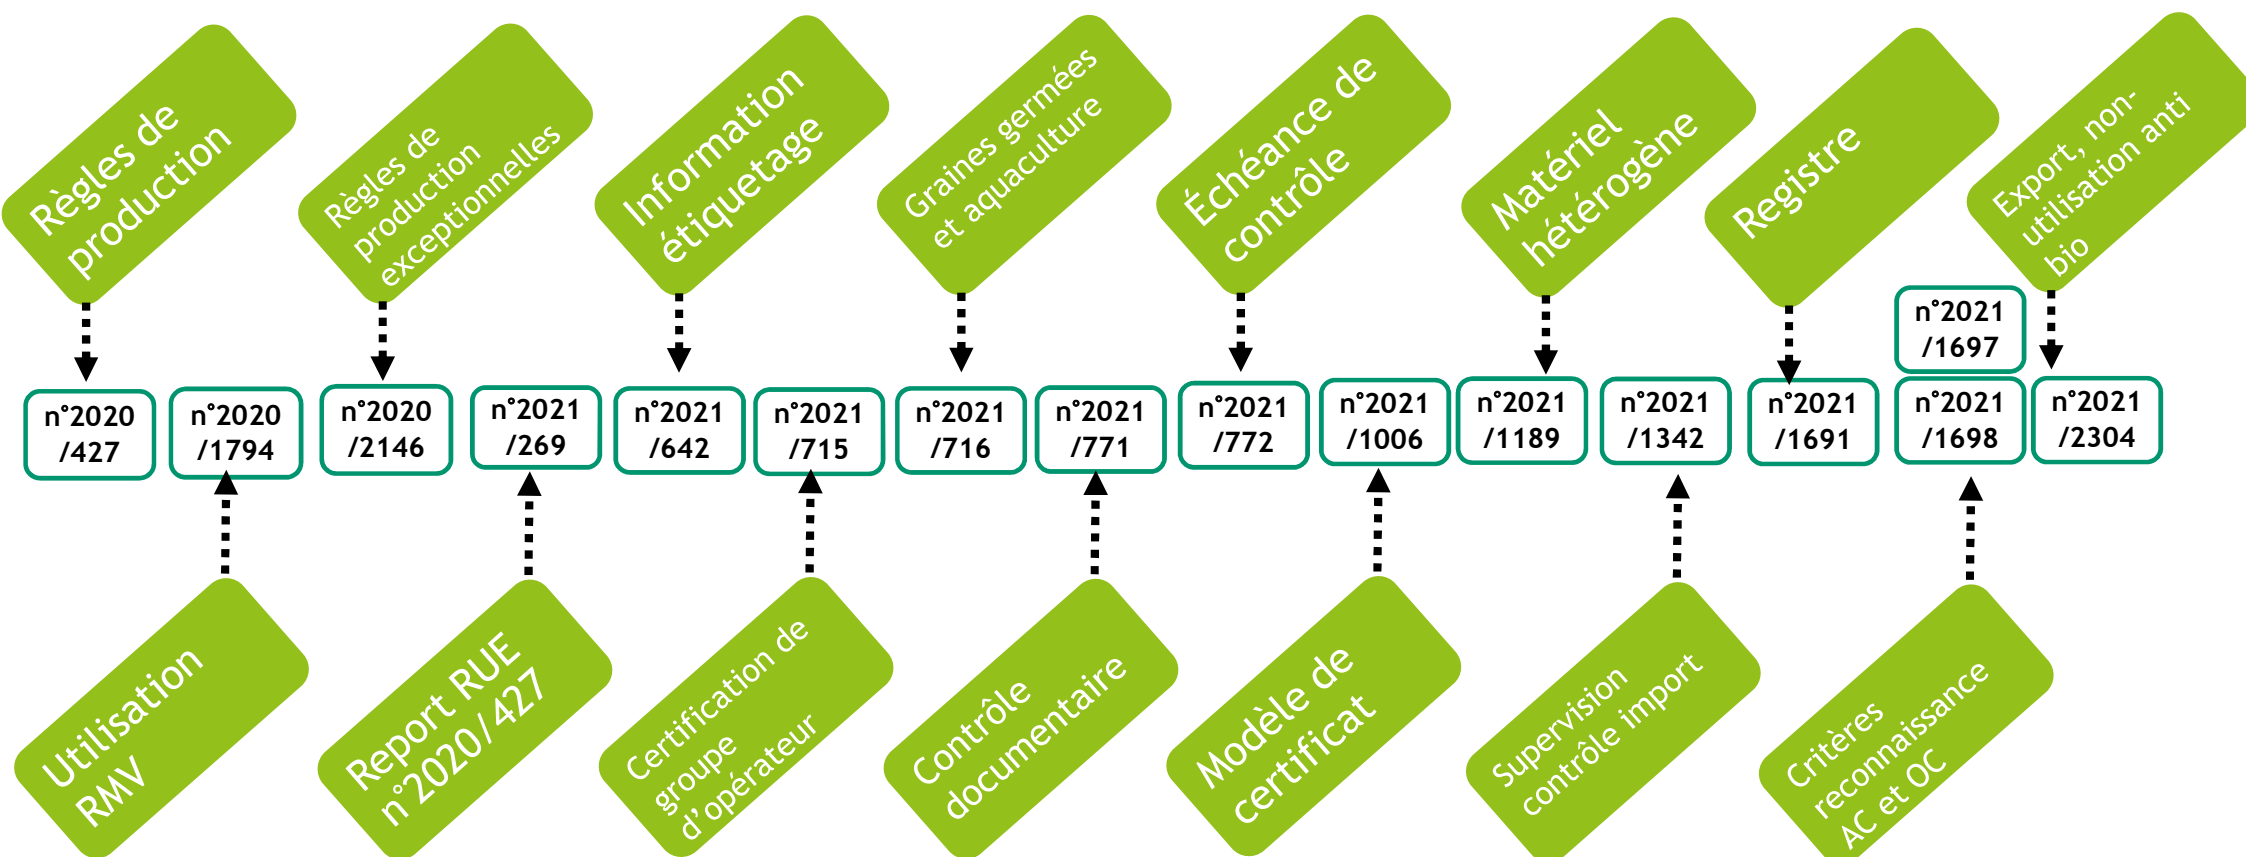 Règles de
production
Règles de
production
exceptionnelles
Information
étiquetage
Graines germées
et aquaculture
Échéance de
contrôle
Matériel
hétérogène
Registre
Export, non-
utilisation anti
bio
n°2021
/1697
n°2020
/427
n°2020
/1794
n°2020
/2146
n°2021
/269
n°2021
/642
n°2021
/715
n°2021
/716
n°2021
/771
n°2021
/772
n°2021
/1006
n°2021
/1189
n°2021
/1342
n°2021
/1691
n°2021
/1698
n°2021
/2304
Utilisation
RMV
Report RUE
n°2020/427
Certification de
groupe
d’opérateur
Contrôle
documentaire
Modèle de
certificat
Supervision
contrôle import
Critères
reconnaissance
AC et OC